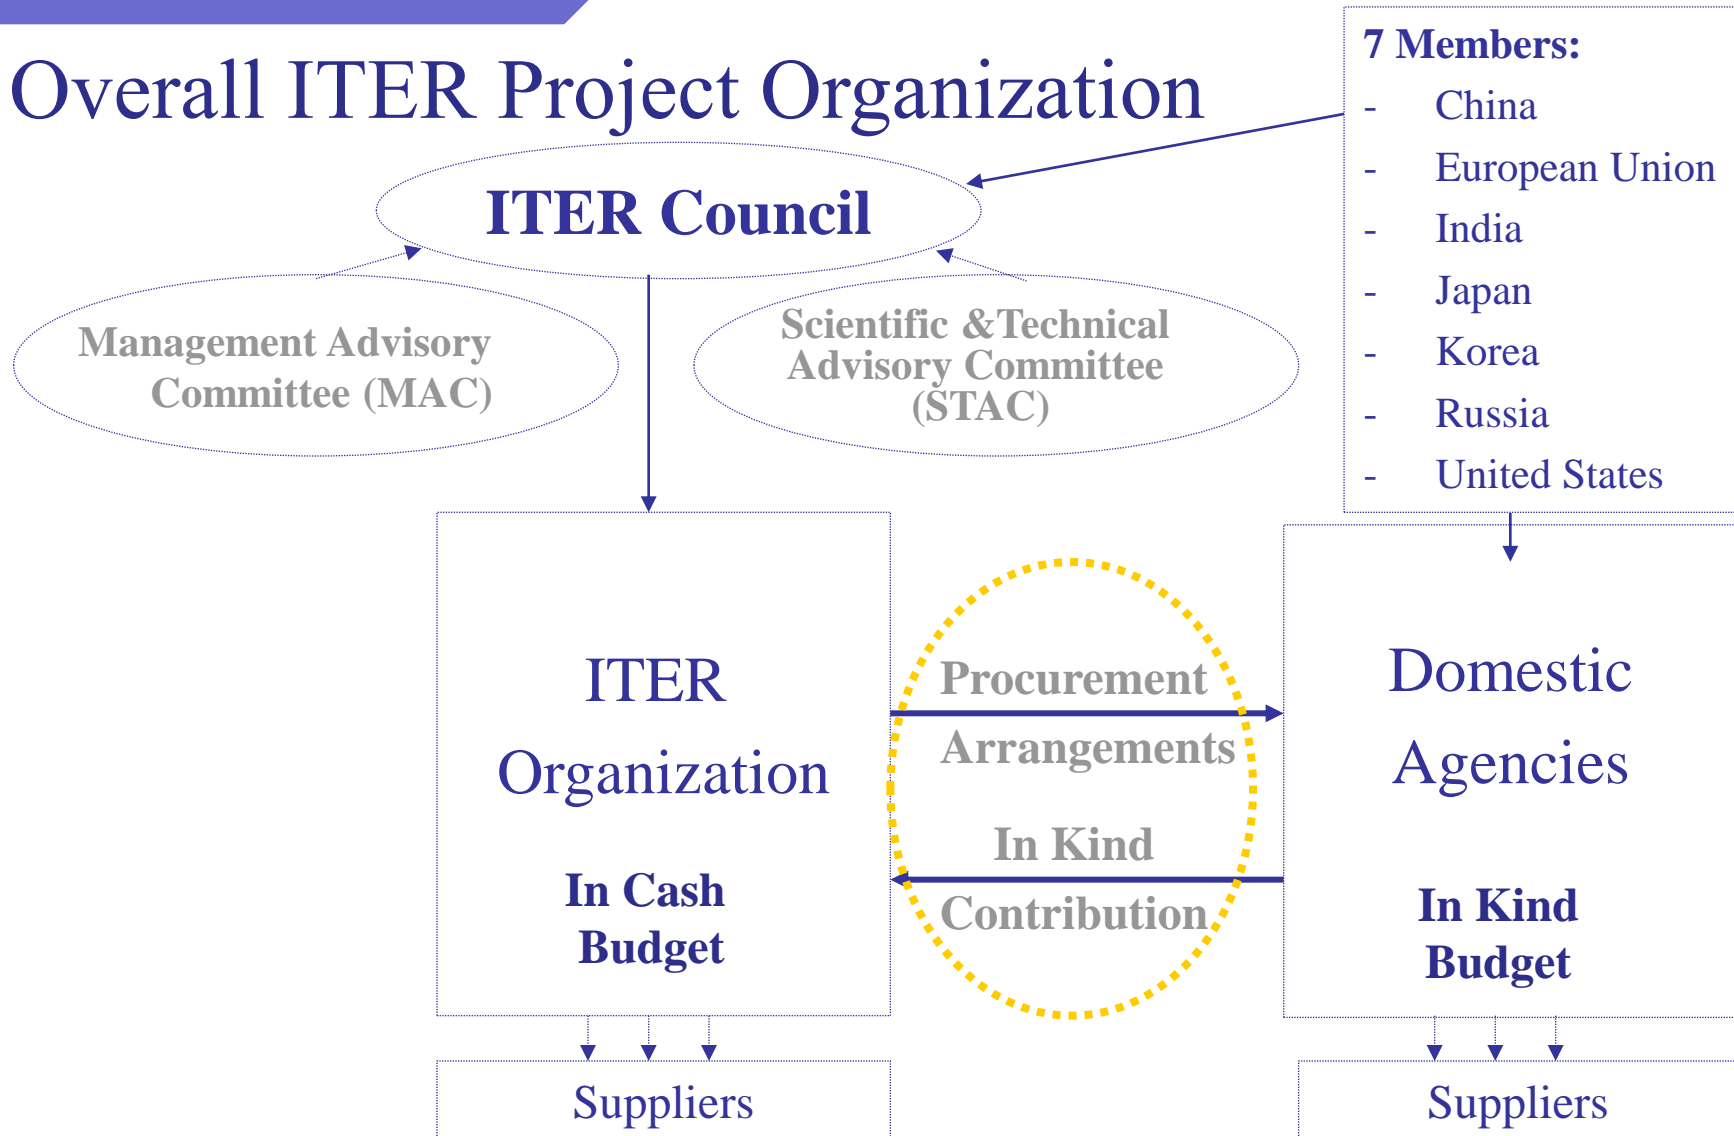 Overall ITER Project Organization
7 Members:
- China
- European Union
- India
- Japan
- Korea
- Russia
- United States
ITER Council
Management Advisory
Committee (MAC)
Scientific &Technical
Advisory Committee
(STAC)
ITER
Organization
In Cash
Budget
Procurement
Arrangements
In Kind
Contribution
Domestic
Agencies
In Kind
Budget
Suppliers
Suppliers